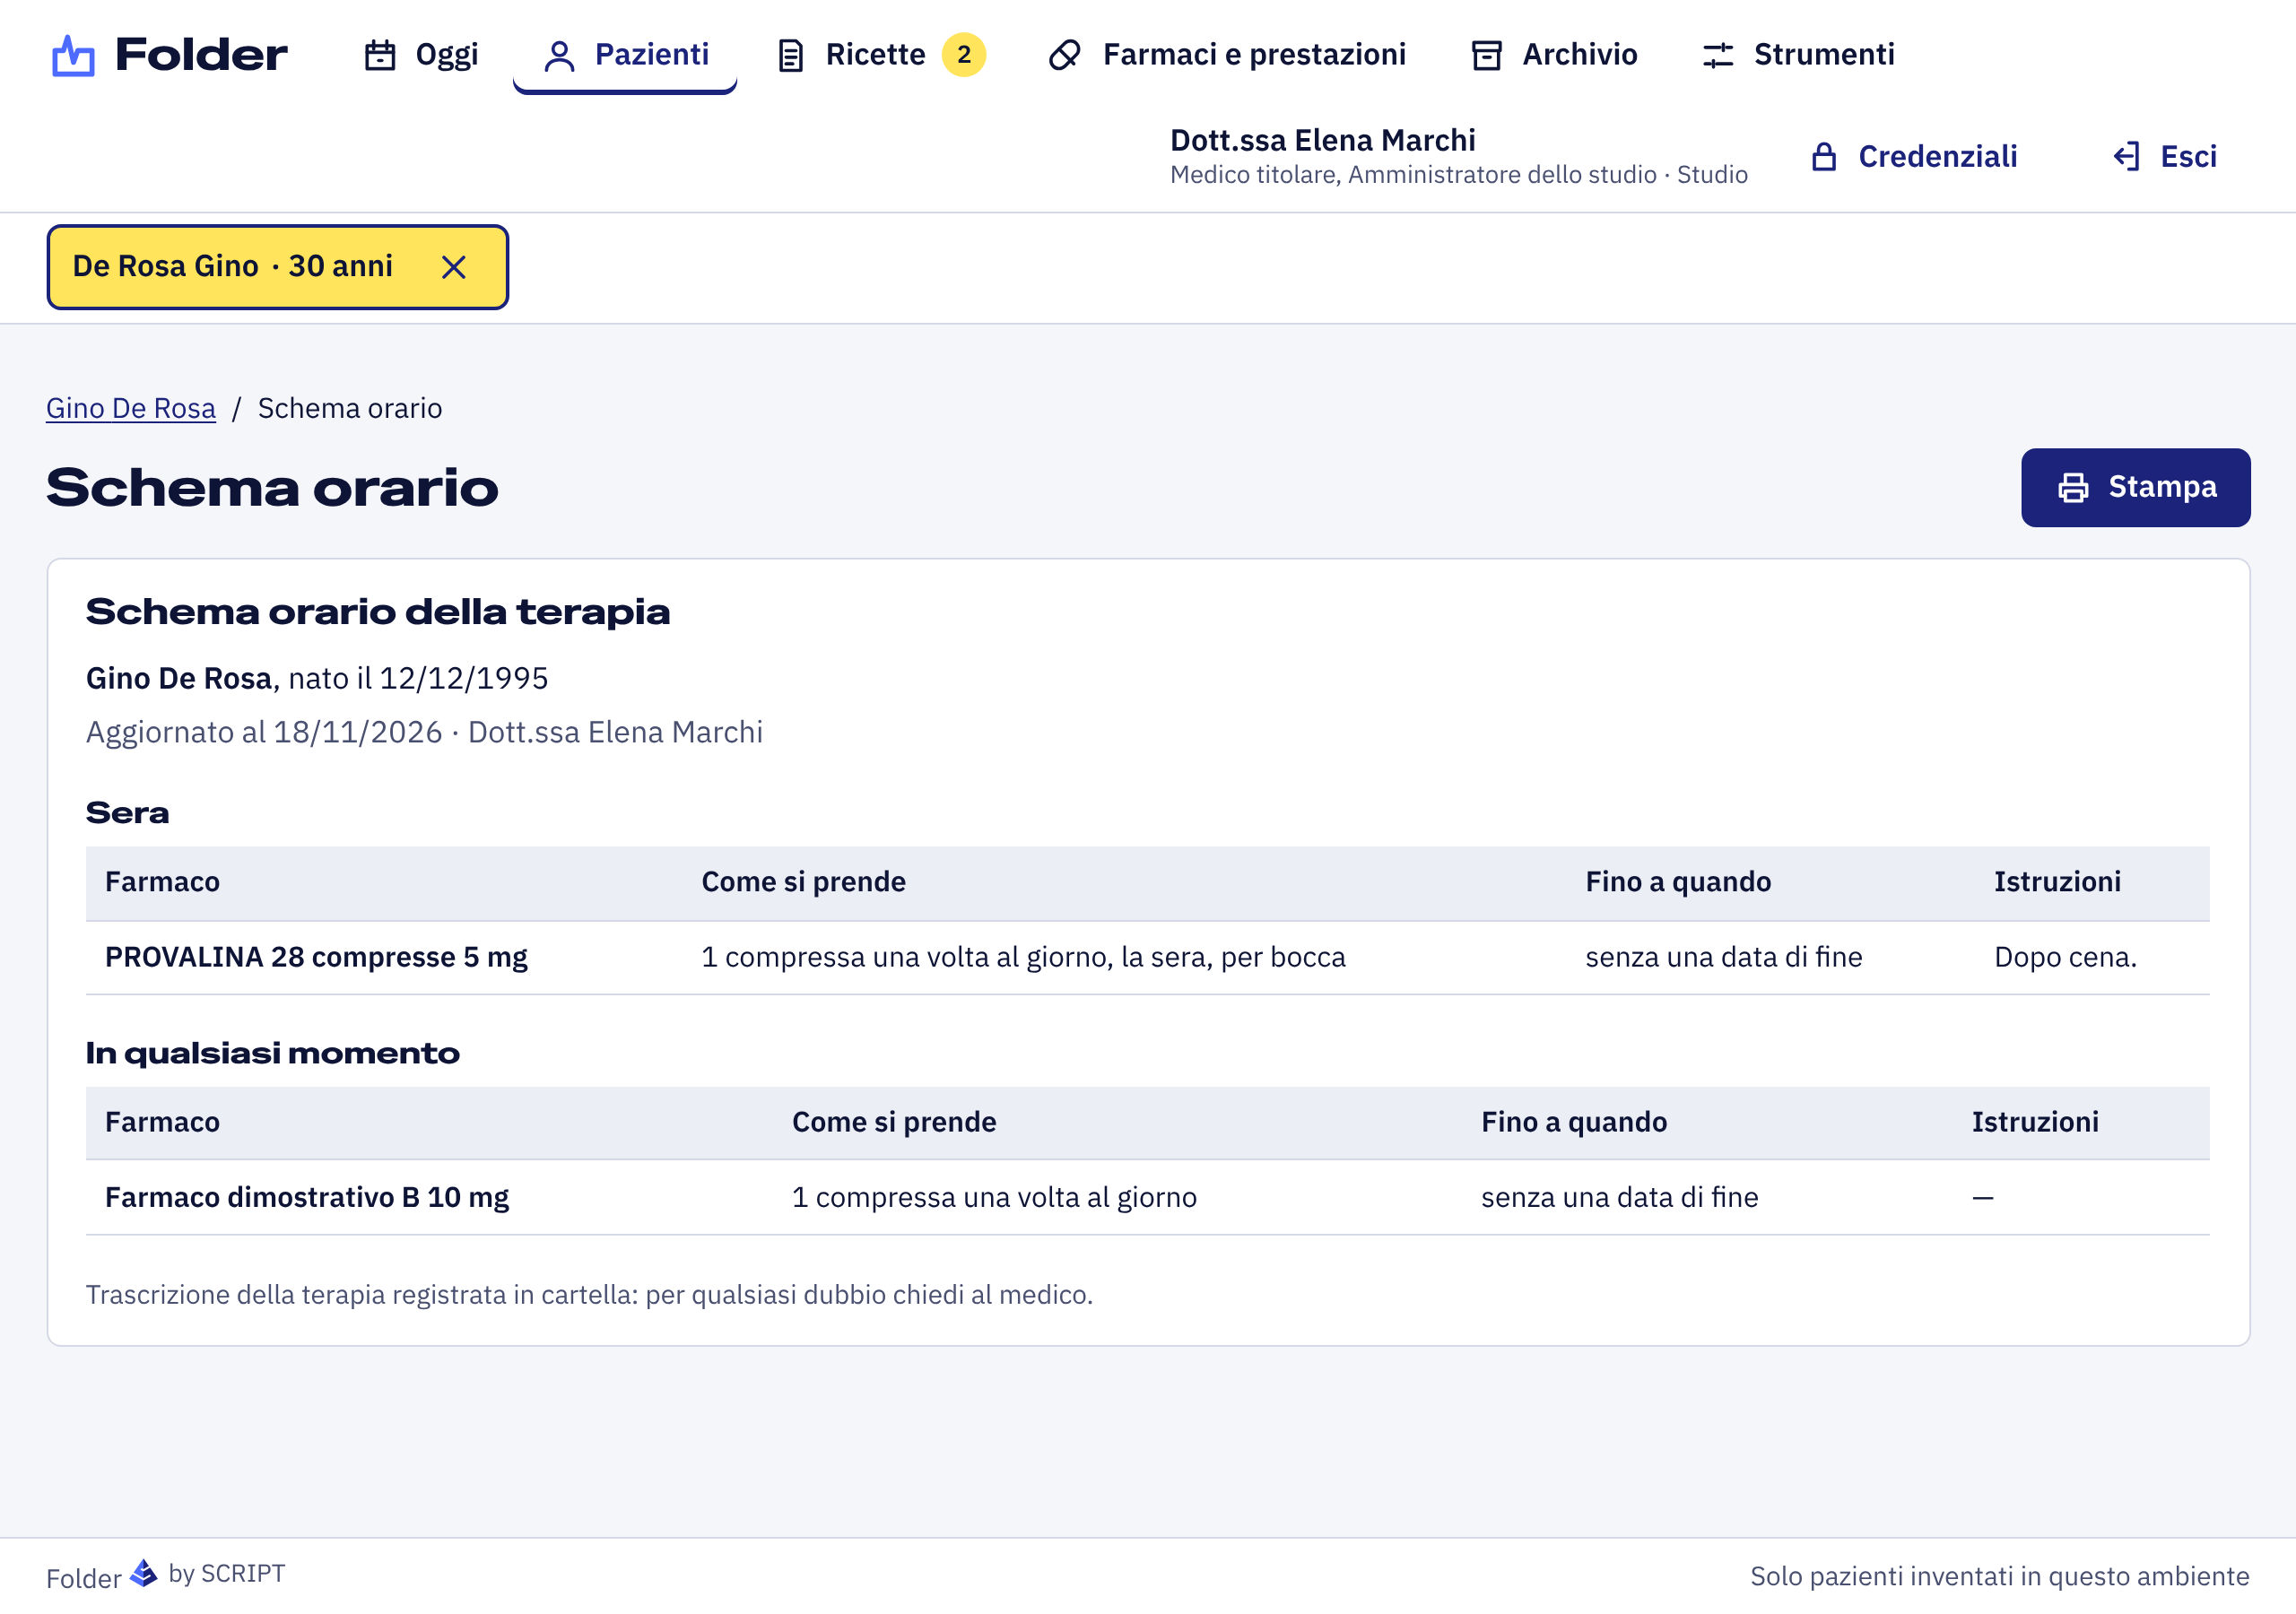 Folder
Oggi
Pazienti
Ricette 2
Farmaci e prestazioni
Archivio
Strumenti
Dott.ssa Elena Marchi
Medico titolare, Amministratore dello studio · Studio
Credenziali
Esci
De Rosa Gino · 30 anni
Gino De Rosa / Schema orario
Schema orario
Stampa
Schema orario della terapia
Gino De Rosa, nato il 12/12/1995
Aggiornato al 18/11/2026 · Dott.ssa Elena Marchi
Sera
Farmaco Come si prende Fino a quando Istruzioni
PROVALINA 28 compresse 5 mg 1 compressa una volta al giorno, la sera, per bocca senza una data di fine Dopo cena.
In qualsiasi momento
Farmaco Come si prende Fino a quando Istruzioni
Farmaco dimostrativo B 10 mg 1 compressa una volta al giorno senza una data di fine —
Trascrizione della terapia registrata in cartella: per qualsiasi dubbio chiedi al medico.
Folder by SCRIPT
Solo pazienti inventati in questo ambiente